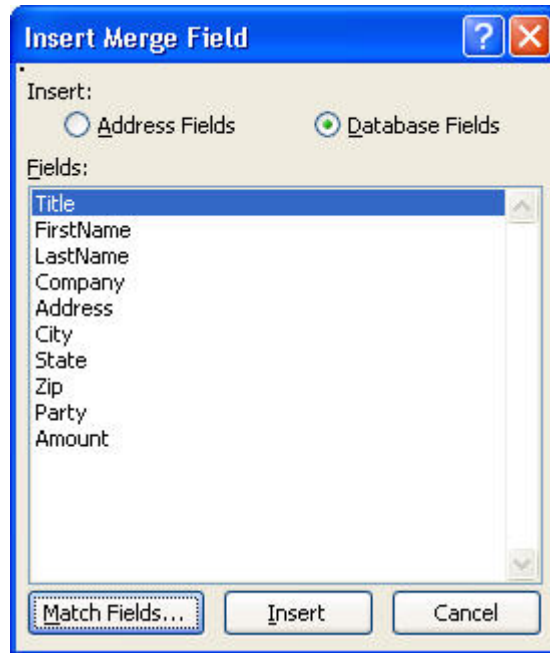 Insert Merge Field
Insert:
Address Fields Database Fields
Fields:
Title
FirstName
LastName
Company
Address
City
State
Zip
Party
Amount
Match Fields... Insert Cancel